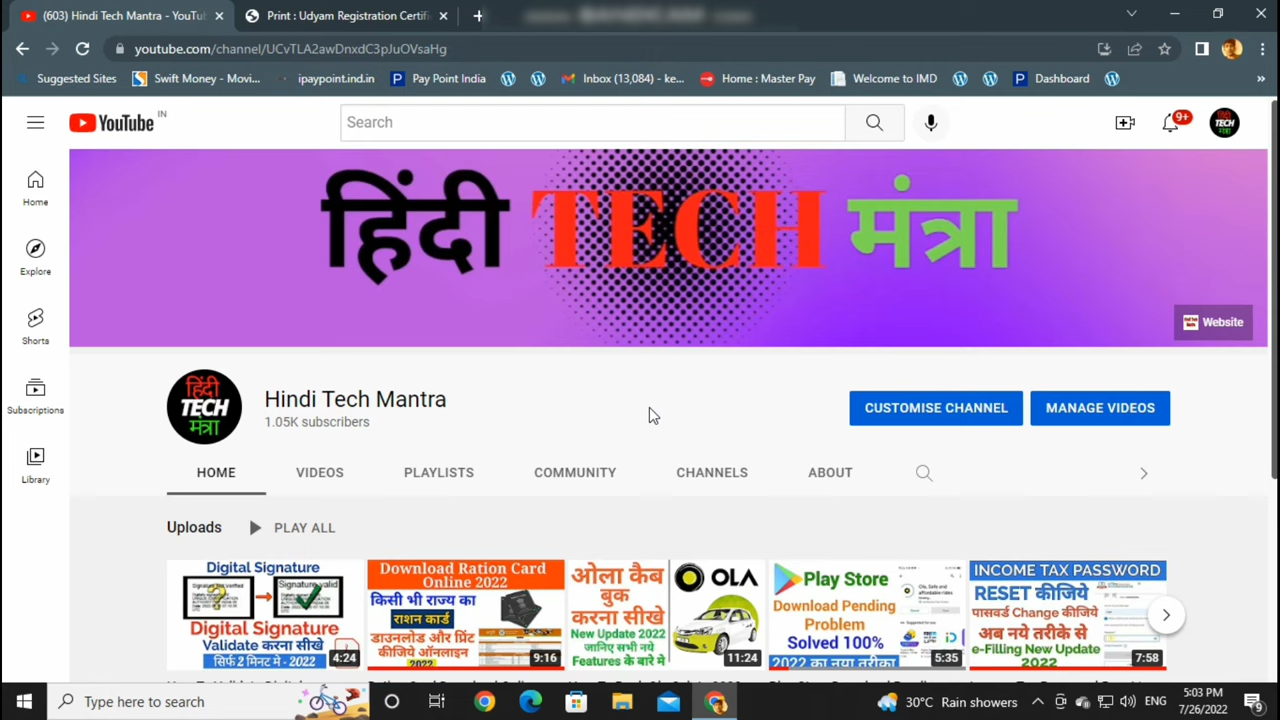 (603) Hindi Tech Mantra - YouTu
Print : Udyam Registration Certifi
youtube.com/channel/UCvTLA2awDnxdC3pJuOVsaHg
Suggested Sites
Swift Money - Movi...
ipaypoint.ind.in
Pay Point India
Inbox (13,084) - ke...
Home : Master Pay
Welcome to IMD
Dashboard
YouTube IN
Search
9+
हिंदी TECH मंत्रा
Website
Home
Explore
Shorts
Subscriptions
Library
हिंदी
TECH
मंत्रा
Hindi Tech Mantra
1.05K subscribers
CUSTOMISE CHANNEL
MANAGE VIDEOS
HOME
VIDEOS
PLAYLISTS
COMMUNITY
CHANNELS
ABOUT
Uploads
PLAY ALL
Digital Signature
Signature valid
Digital Signature
Validate करना सीखे
सिर्फ 2 मिनट मे - 2022
4:24
Download Ration Card
Online 2022
किसी भी राज्य का
राशन कार्ड
डाउनलोड और प्रिंट
कीजिये ऑनलाइन
2022
9:16
ओला कैब
बुक
करना सीखे
New Update 2022
जानिए सभी नये
Features के बारे मे
OLA
11:24
Play Store
Download Pending
Problem
Solved 100%
2022 का नया तरीका
5:35
INCOME TAX PASSWORD
RESET कीजिये
पासवर्ड Change कीजिये
अब नये तरीके से
e-Filling New Update
2022
7:58
Type here to search
30°C Rain showers
ENG
5:03 PM
7/26/2022
9